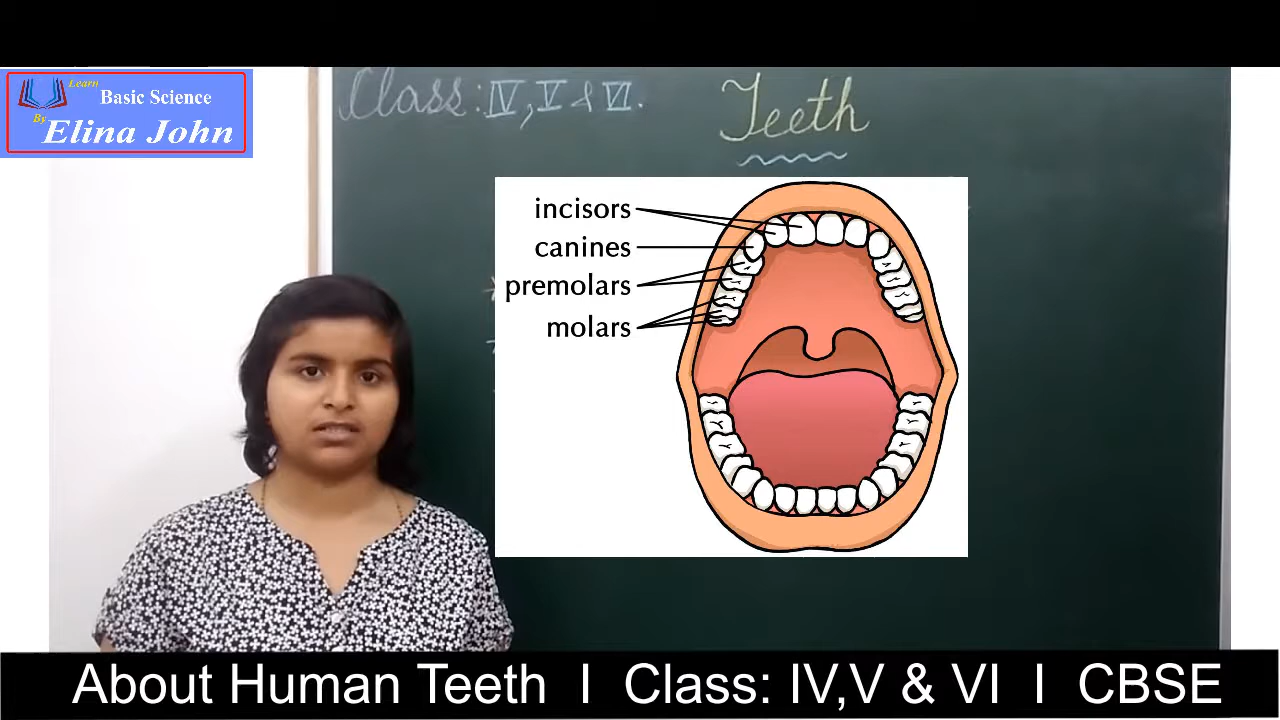 Learn
Basic Science
By
Elina John
Class: IV, V & VI.
Teeth
incisors
canines
premolars
molars
About Human Teeth I Class: IV,V & VI I CBSE